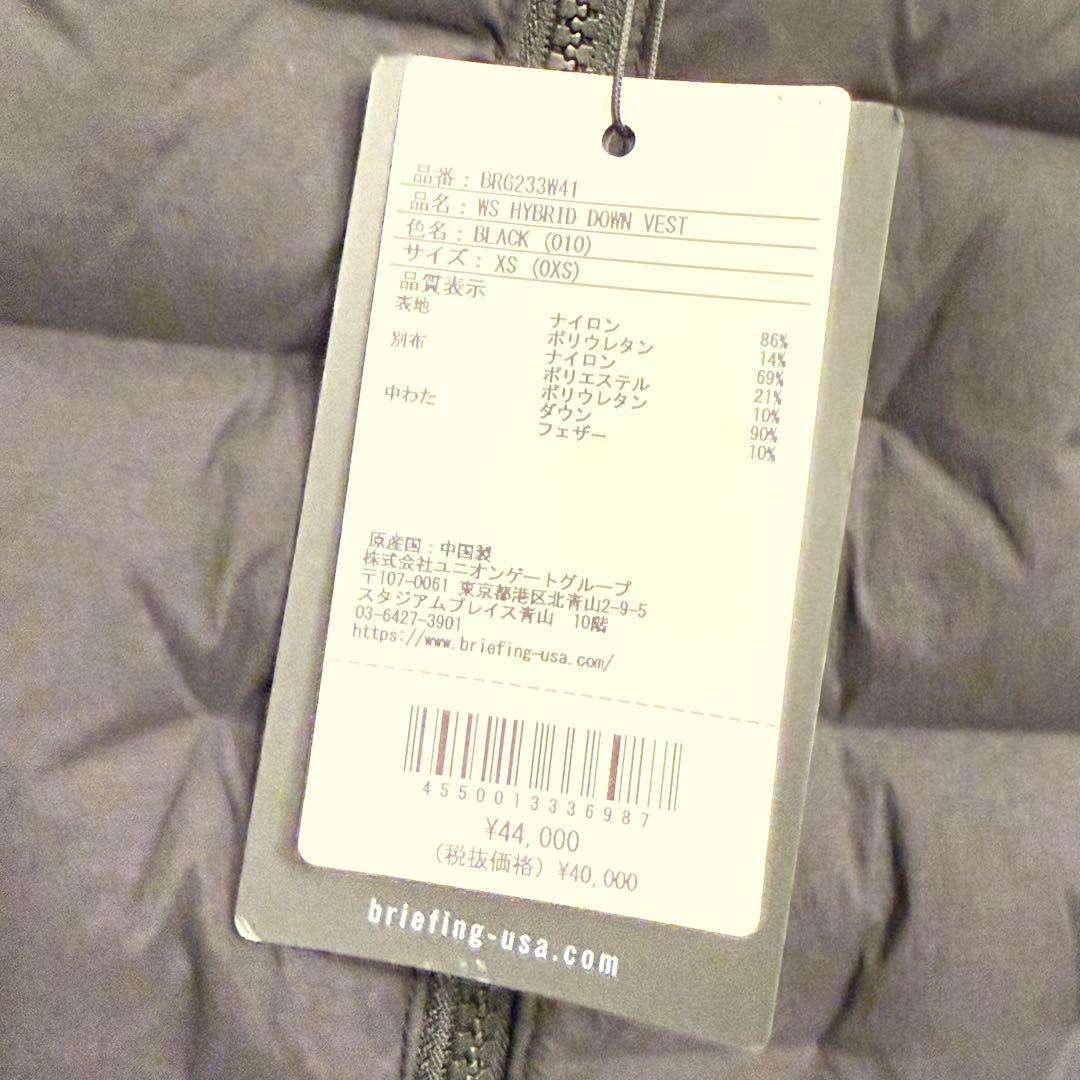 品番：BRG233W41
品名：WS HYBRID DOWN VEST
色名：BLACK (010)
サイズ：XS (0XS)
品質表示
表地 ナイロン 86%
ポリウレタン 14%
別布 ナイロン 69%
ポリエステル 21%
ポリウレタン 10%
中わた ダウン 90%
フェザー 10%
原産国：中国製
株式会社ユニオンゲートグループ
〒107-0061 東京都港区北青山2-9-5
スタジアムプレイス青山 10階
03-6427-3901
https://www.briefing-usa.com/
4550013336987
¥44,000
(税抜価格) ¥40,000
briefing-usa.com